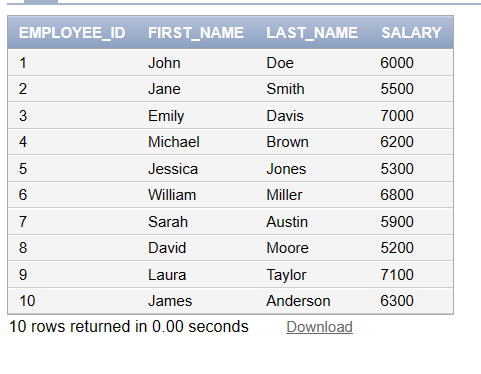 EMPLOYEE_ID FIRST_NAME LAST_NAME SALARY
1 John Doe 6000
2 Jane Smith 5500
3 Emily Davis 7000
4 Michael Brown 6200
5 Jessica Jones 5300
6 William Miller 6800
7 Sarah Austin 5900
8 David Moore 5200
9 Laura Taylor 7100
10 James Anderson 6300
10 rows returned in 0.00 seconds Download